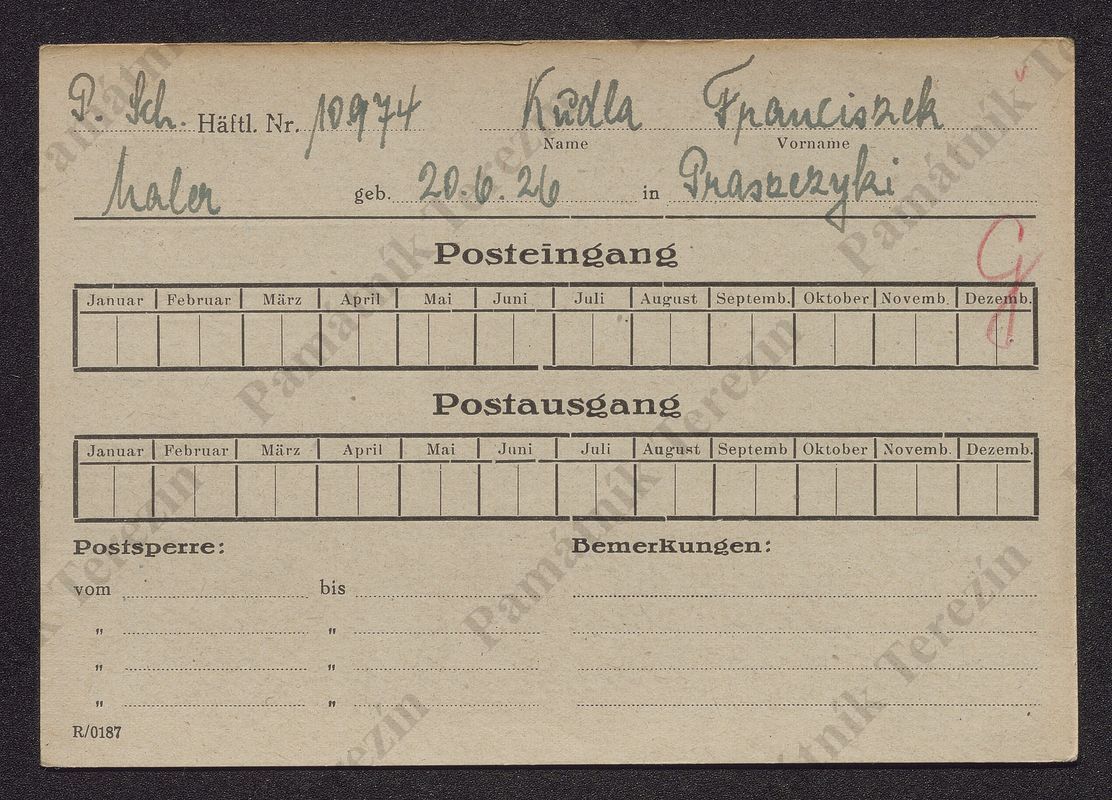 P. Sch. Häftl. Nr. 10974 Kudla Franciszek
Name Vorname
Maler geb. 20.6.26 in Praszczyki
Posteingang
G
Januar Februar März April Mai Juni Juli August Septemb. Oktober Novemb. Dezemb.
Postausgang
Januar Februar März April Mai Juni Juli August Septemb Oktober Novemb. Dezemb.
Postsperre: Bemerkungen:
vom bis
" "
" "
" "
R/0187
Památník Terezín